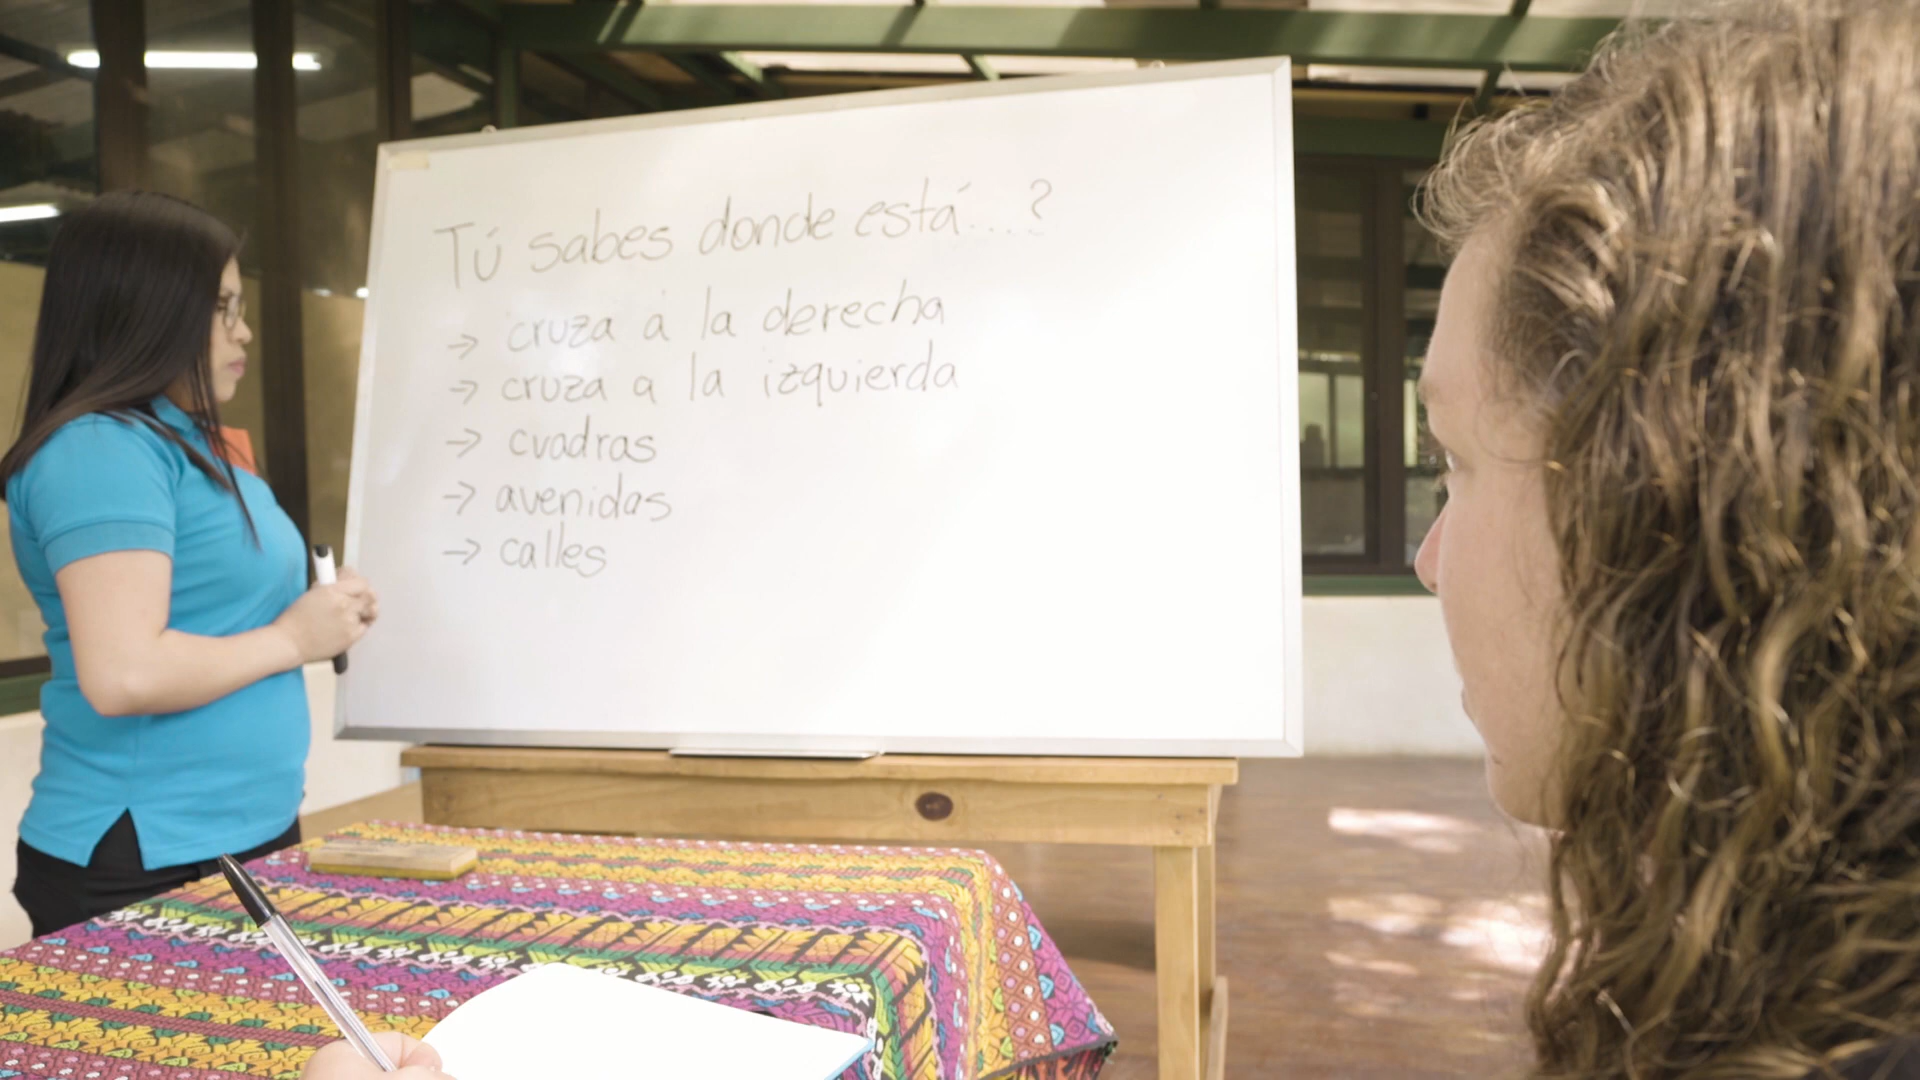 Tú sabes donde está....?
→ cruza a la derecha
→ cruza a la izquierda
→ cuadras
→ avenidas
→ calles